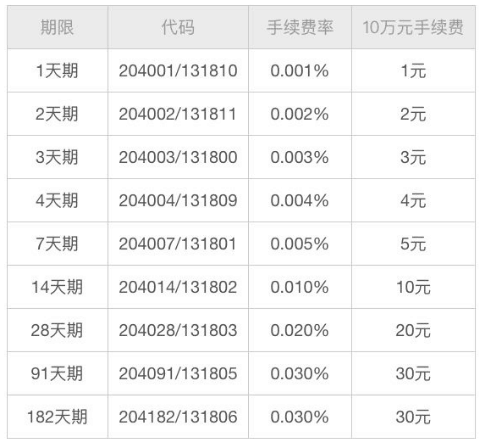 期限 代码 手续费率 10万元手续费
1天期 204001/131810 0.001% 1元
2天期 204002/131811 0.002% 2元
3天期 204003/131800 0.003% 3元
4天期 204004/131809 0.004% 4元
7天期 204007/131801 0.005% 5元
14天期 204014/131802 0.010% 10元
28天期 204028/131803 0.020% 20元
91天期 204091/131805 0.030% 30元
182天期 204182/131806 0.030% 30元